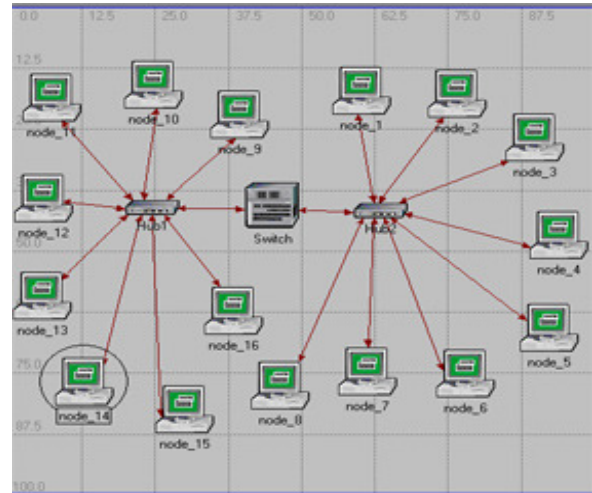 0.0 12.5 25.0 37.5 50.0 62.5 75.0 87.5
12.5
node_11
node_10
node_9
node_1
node_2
node_3
node_12
Hub1
Switch
Hub2
50.0
node_4
node_13
node_16
node_5
75.0
node_14
node_15
node_8
node_7
node_6
87.5
100.0